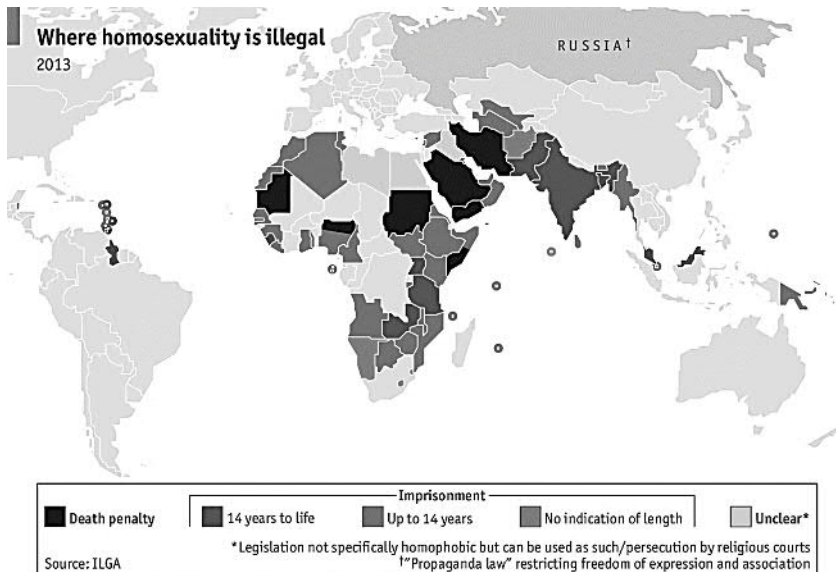 Where homosexuality is illegal
2013
RUSSIA†
Imprisonment
Death penalty
14 years to life
Up to 14 years
No indication of length
Unclear*
*Legislation not specifically homophobic but can be used as such/persecution by religious courts
Source: ILGA
†"Propaganda law" restricting freedom of expression and association